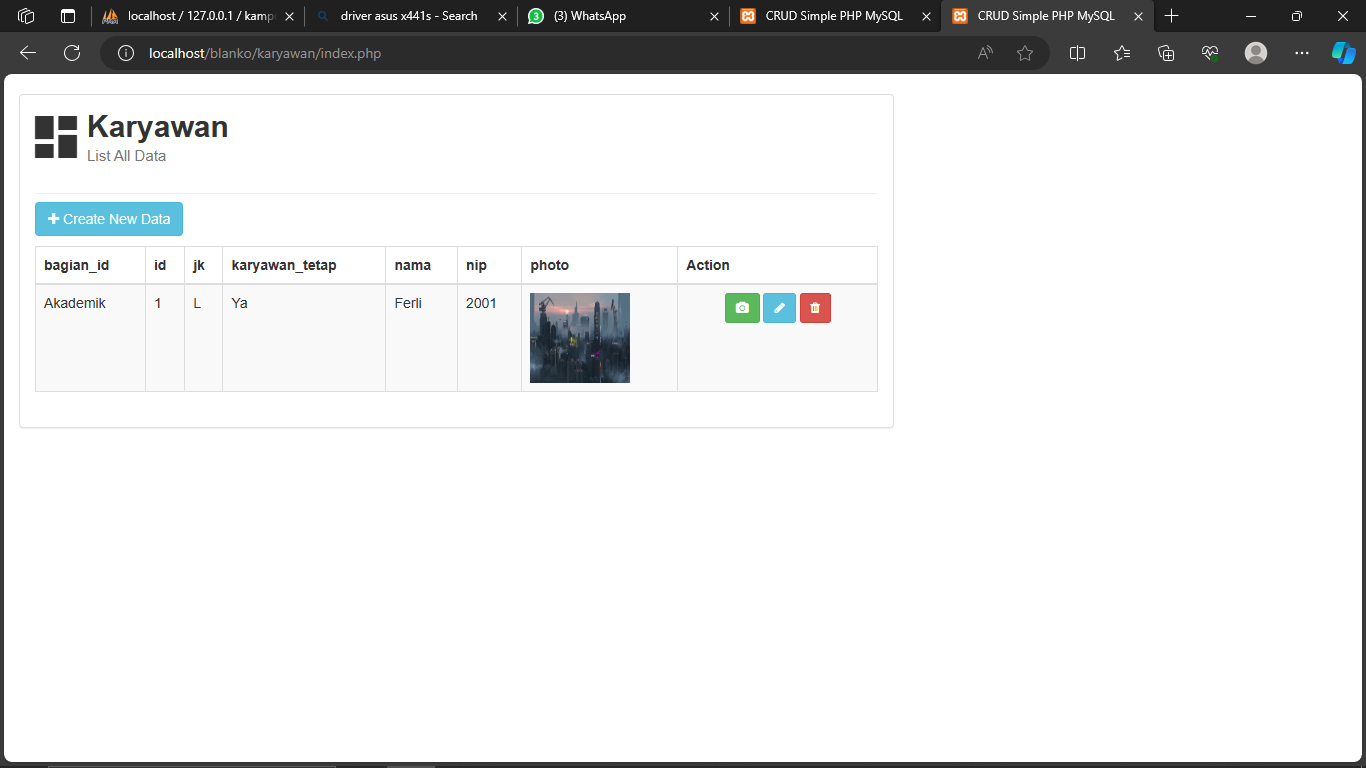 localhost / 127.0.0.1 / kamp
driver asus x441s - Search
3 (3) WhatsApp
CRUD Simple PHP MySQL
CRUD Simple PHP MySQL
localhost/blanko/karyawan/index.php
Karyawan
List All Data
Create New Data
bagian_id id jk karyawan_tetap nama nip photo Action
Akademik 1 L Ya Ferli 2001